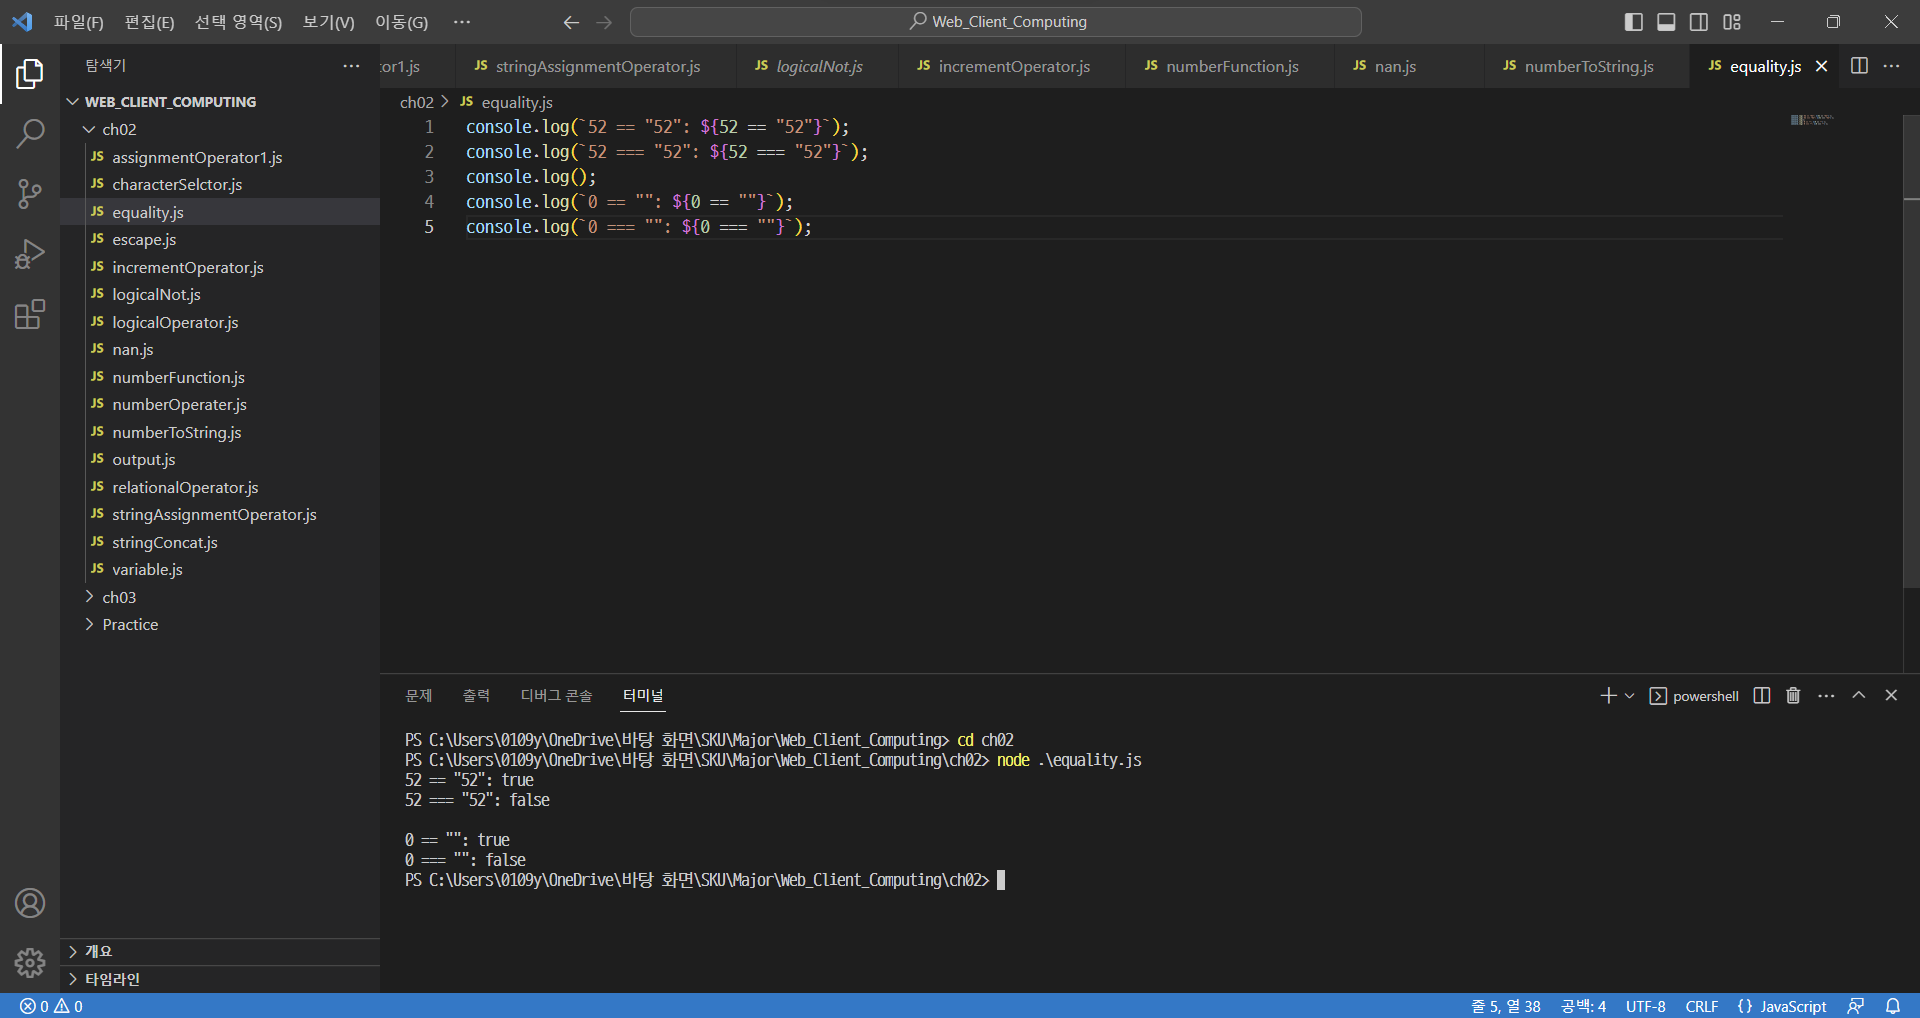 파일(F) 편집(E) 선택 영역(S) 보기(V) 이동(G) ··· Web_Client_Computing
탐색기 ···
tor1.js JS stringAssignmentOperator.js JS logicalNot.js JS incrementOperator.js JS numberFunction.js JS nan.js JS numberToString.js JS equality.js ···
WEB_CLIENT_COMPUTING
ch02
JS assignmentOperator1.js
JS characterSelctor.js
JS equality.js
JS escape.js
JS incrementOperator.js
JS logicalNot.js
JS logicalOperator.js
JS nan.js
JS numberFunction.js
JS numberOperater.js
JS numberToString.js
JS output.js
JS relationalOperator.js
JS stringAssignmentOperator.js
JS stringConcat.js
JS variable.js
ch03
Practice
개요
타임라인
ch02 > JS equality.js
1 console.log(`52 == "52": ${52 == "52"}`);
2 console.log(`52 === "52": ${52 === "52"}`);
3 console.log();
4 console.log(`0 == "": ${0 == ""}`);
5 console.log(`0 === "": ${0 === ""}`);
문제 출력 디버그 콘솔 터미널 powershell ···
PS C:\Users\0109y\OneDrive\바탕 화면\SKU\Major\Web_Client_Computing> cd ch02
PS C:\Users\0109y\OneDrive\바탕 화면\SKU\Major\Web_Client_Computing\ch02> node .\equality.js
52 == "52": true
52 === "52": false
0 == "": true
0 === "": false
PS C:\Users\0109y\OneDrive\바탕 화면\SKU\Major\Web_Client_Computing\ch02>
0 0 줄 5, 열 38 공백: 4 UTF-8 CRLF {} JavaScript